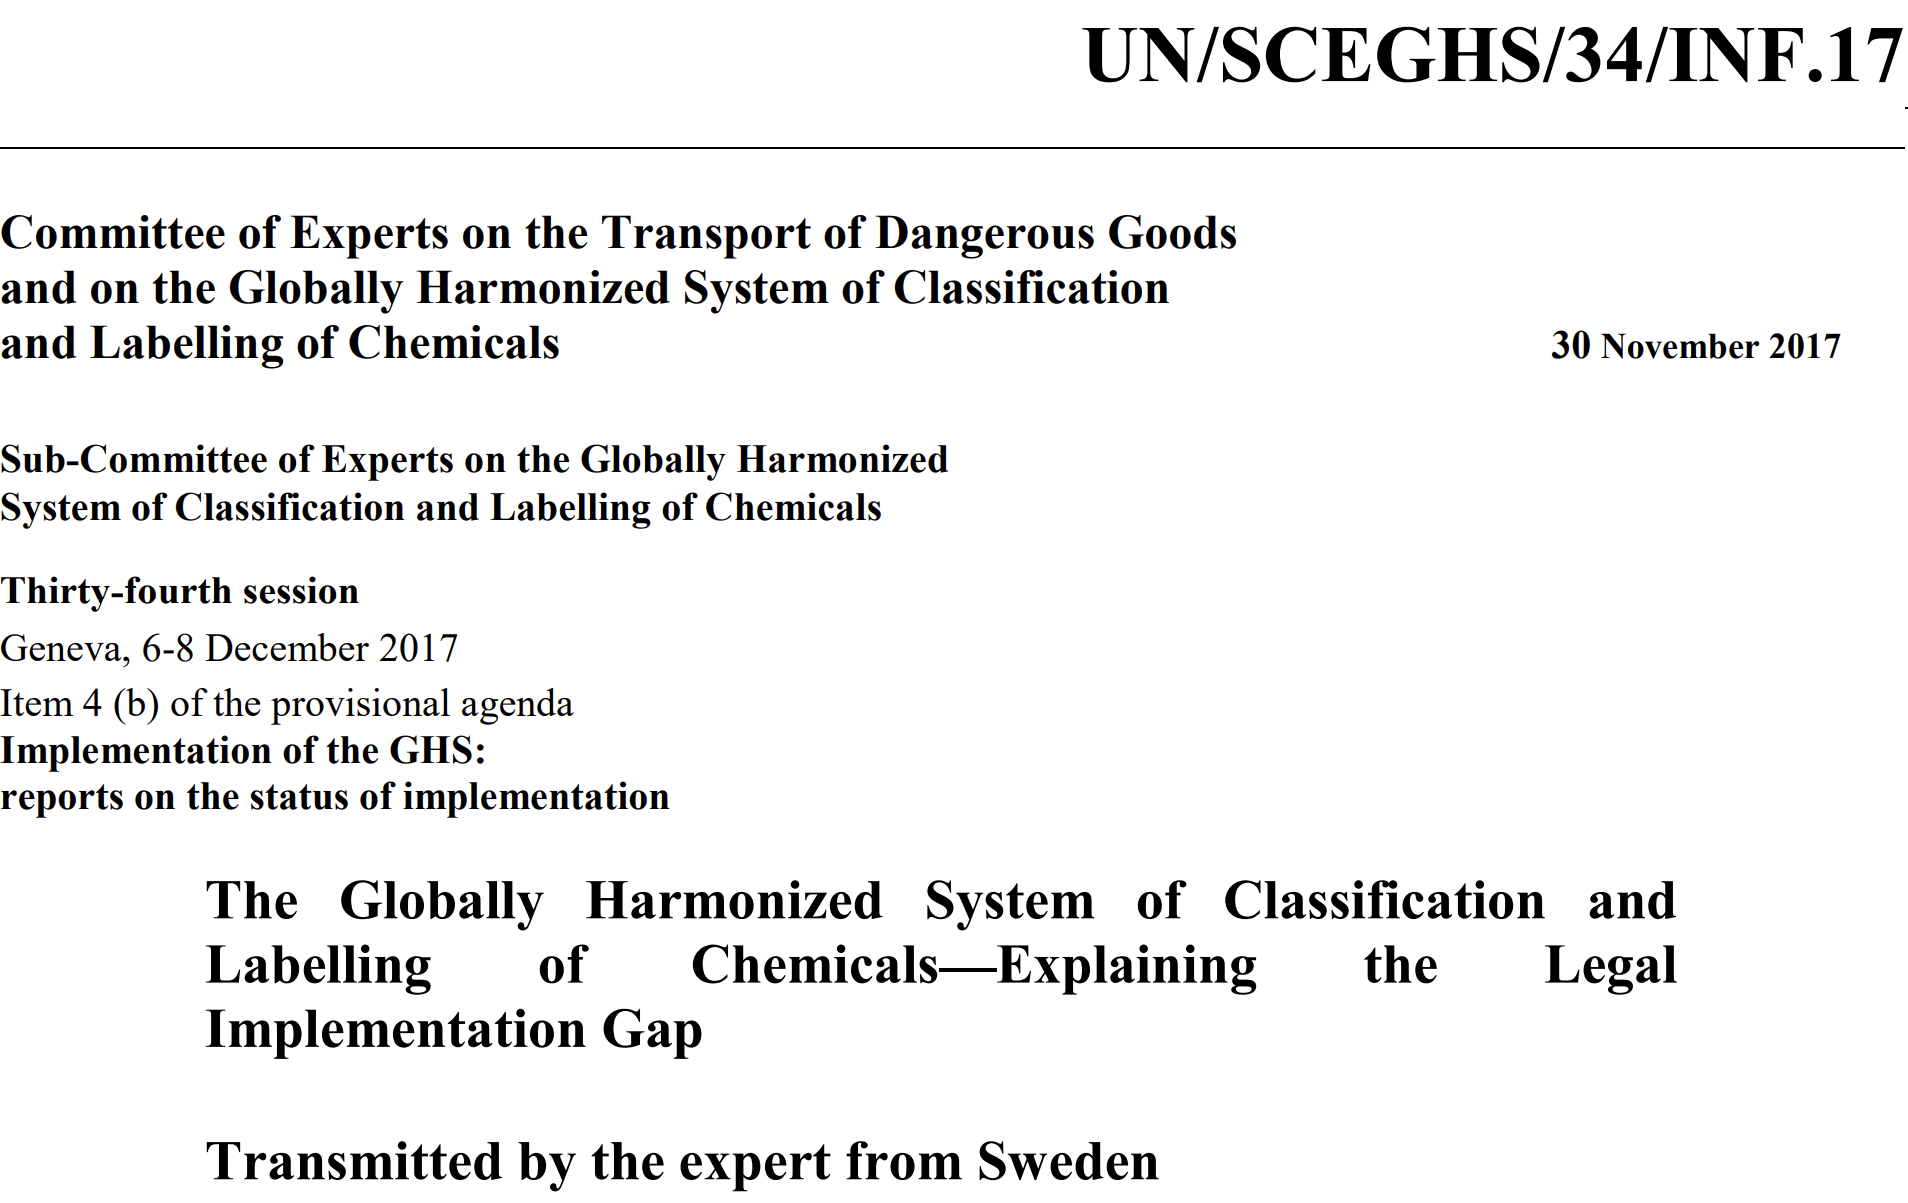 UN/SCEGHS/34/INF.17
Committee of Experts on the Transport of Dangerous Goods
and on the Globally Harmonized System of Classification
and Labelling of Chemicals 30 November 2017
Sub-Committee of Experts on the Globally Harmonized
System of Classification and Labelling of Chemicals
Thirty-fourth session
Geneva, 6-8 December 2017
Item 4 (b) of the provisional agenda
Implementation of the GHS:
reports on the status of implementation
The Globally Harmonized System of Classification and
Labelling of Chemicals—Explaining the Legal
Implementation Gap
Transmitted by the expert from Sweden